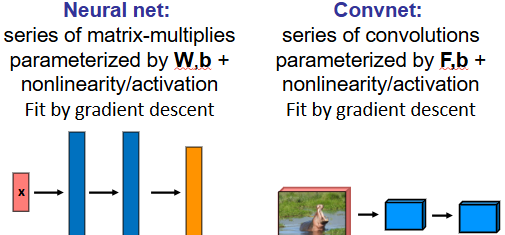 Neural net:
series of matrix-multiplies
parameterized by W,b +
nonlinearity/activation
Fit by gradient descent
x
Convnet:
series of convolutions
parameterized by F,b +
nonlinearity/activation
Fit by gradient descent